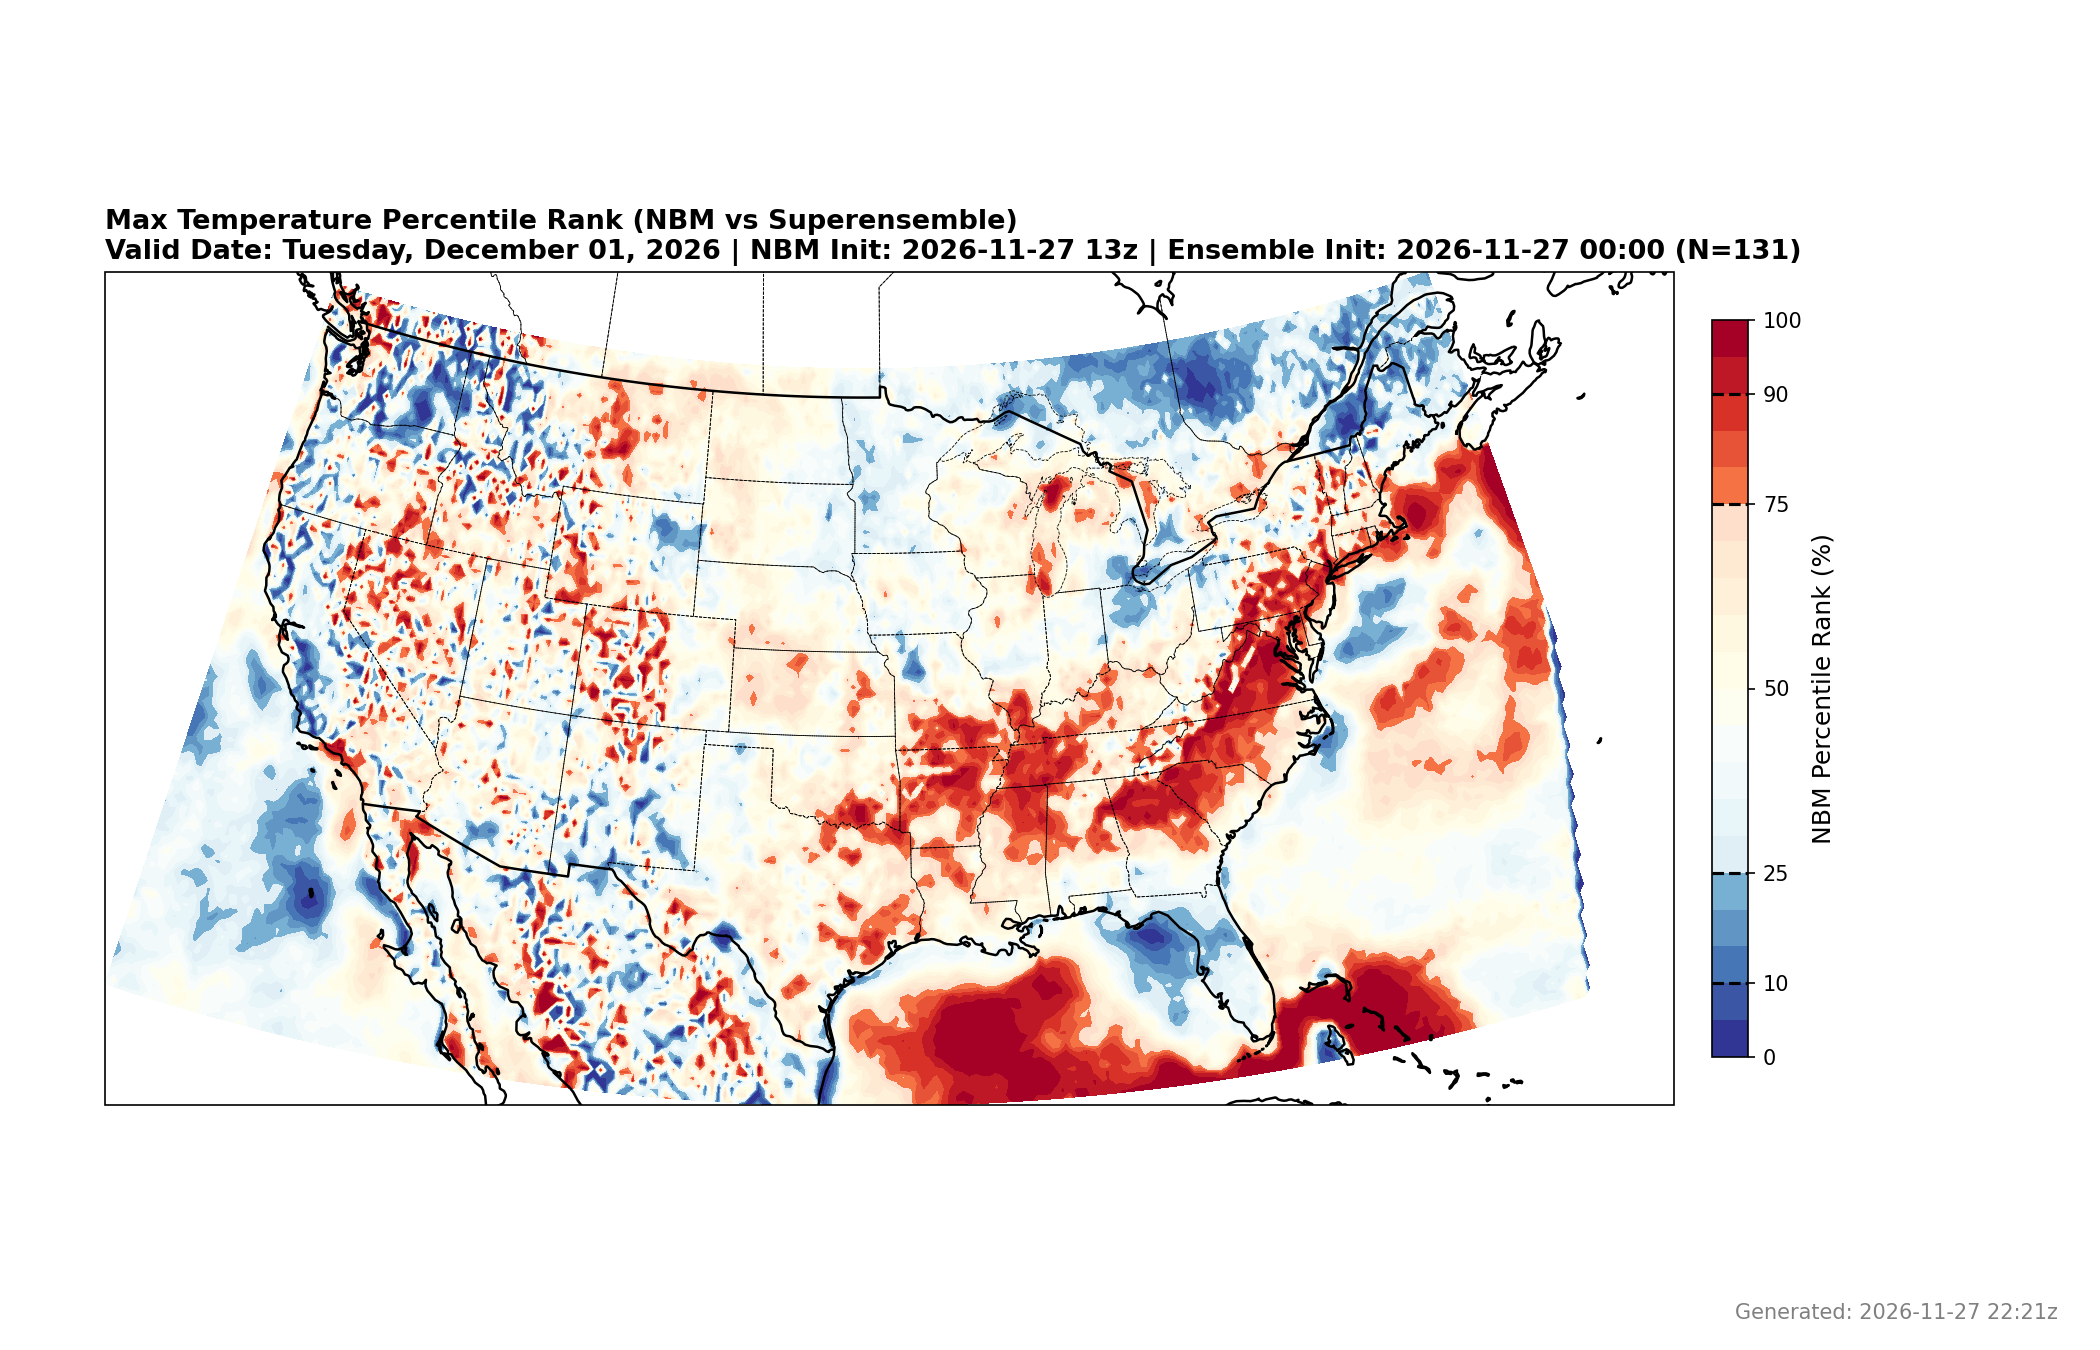 Max Temperature Percentile Rank (NBM vs Superensemble)
Valid Date: Tuesday, December 01, 2026 | NBM Init: 2026-11-27 13z | Ensemble Init: 2026-11-27 00:00 (N=131)
100
90
75
50
25
10
0
NBM Percentile Rank (%)
Generated: 2026-11-27 22:21z